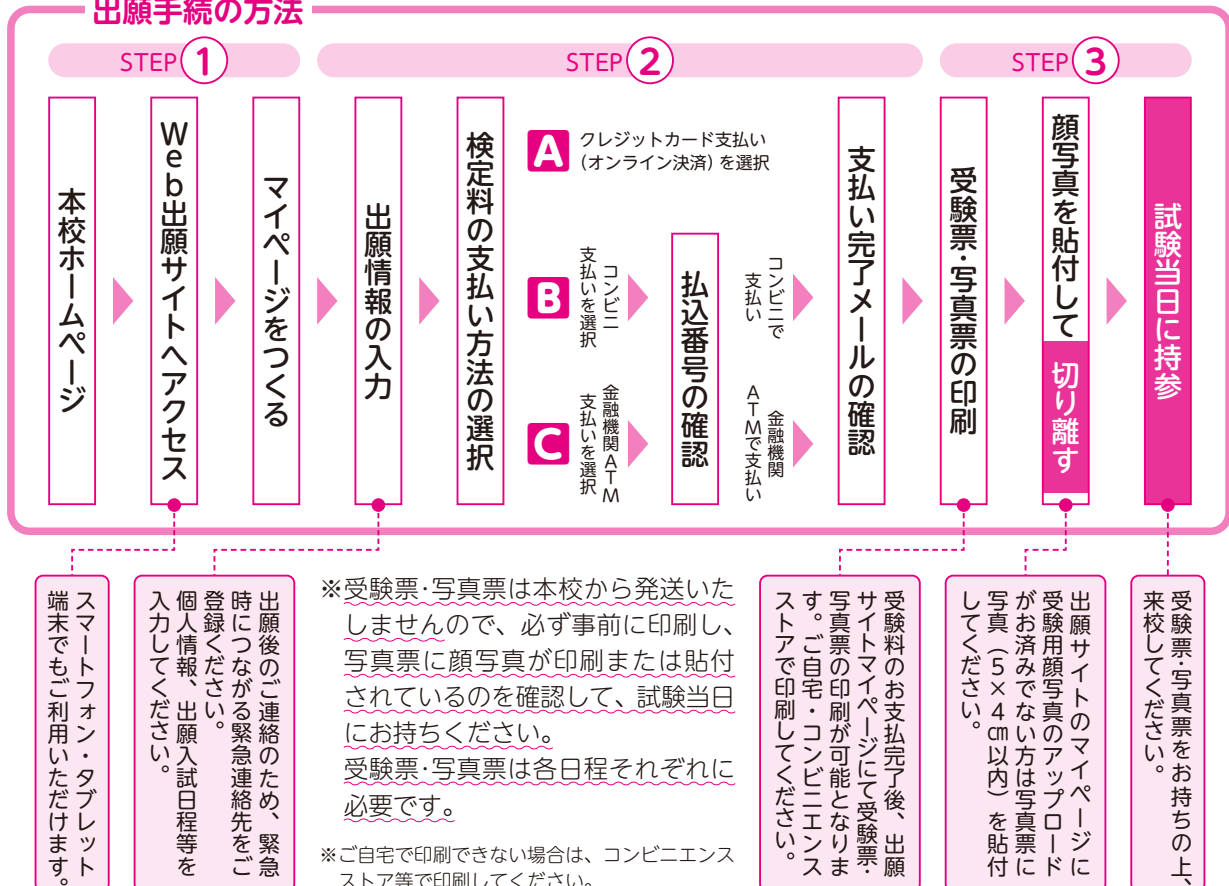 出願手続の方法
STEP 1
本校ホームページ
Web出願サイトへアクセス
マイページをつくる
STEP 2
出願情報の入力
検定料の支払い方法の選択
A
クレジットカード支払い
(オンライン決済)を選択
B
コンビニ
支払いを選択
C
金融機関ATM
支払いを選択
払込番号の確認
コンビニで
支払い
金融機関
ATMで支払い
支払い完了メールの確認
STEP 3
受験票・写真票の印刷
顔写真を貼付して
切り離す
試験当日に持参
スマートフォン・タブレット
端末でもご利用いただけます。
出願後のご連絡のため、緊急
時につながる緊急連絡先をご
登録ください。
個人情報、出願入試日程等を
入力してください。
※受験票・写真票は本校から発送いた
しませんので、必ず事前に印刷し、
写真票に顔写真が印刷または貼付
されているのを確認して、試験当日
にお持ちください。
受験票・写真票は各日程それぞれに
必要です。
※ご自宅で印刷できない場合は、コンビニエンス
ストア等で印刷してください。
受験料のお支払完了後、出願
サイトマイページにて受験票・
写真票の印刷が可能となりま
す。ご自宅・コンビニエンス
ストアで印刷してください。
出願サイトのマイページに
受験用顔写真のアップロード
がお済みでない方は写真票に
写真(5×4㎝以内)を貼付
してください。
受験票・写真票をお持ちの上、
来校してください。